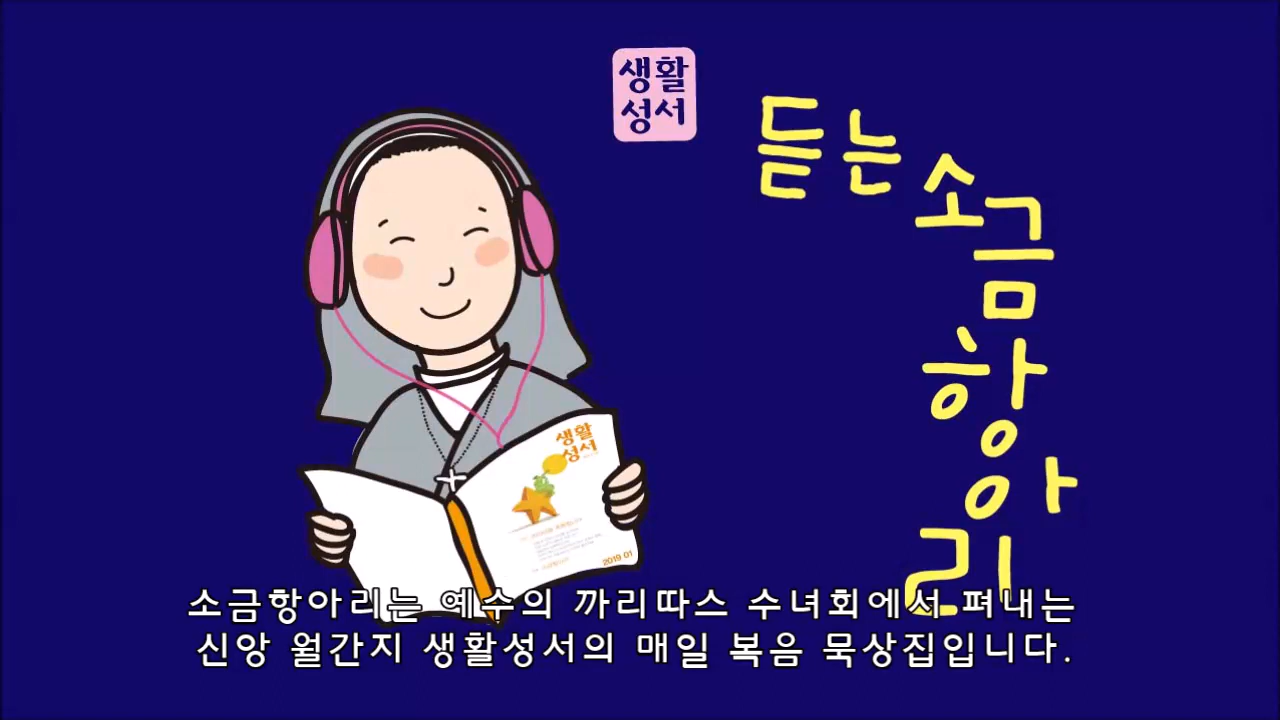 생활
성서
듣는소금
항아리
생활
성서
2019 01
소금항아리는 예수의 까리따스 수녀회에서 펴내는
신앙 월간지 생활성서의 매일 복음 묵상집입니다.